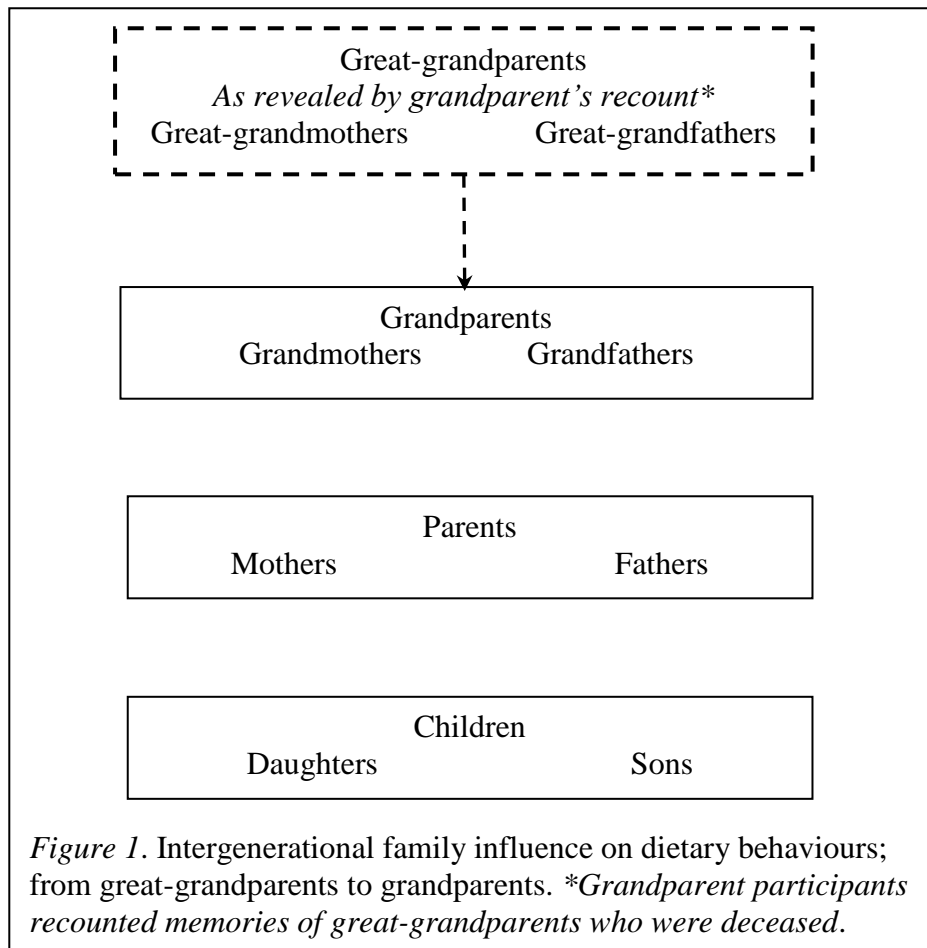 Great-grandparents
As revealed by grandparent's recount*
Great-grandmothers Great-grandfathers
Grandparents
Grandmothers Grandfathers
Parents
Mothers Fathers
Children
Daughters Sons
Figure 1. Intergenerational family influence on dietary behaviours;
from great-grandparents to grandparents. *Grandparent participants
recounted memories of great-grandparents who were deceased.